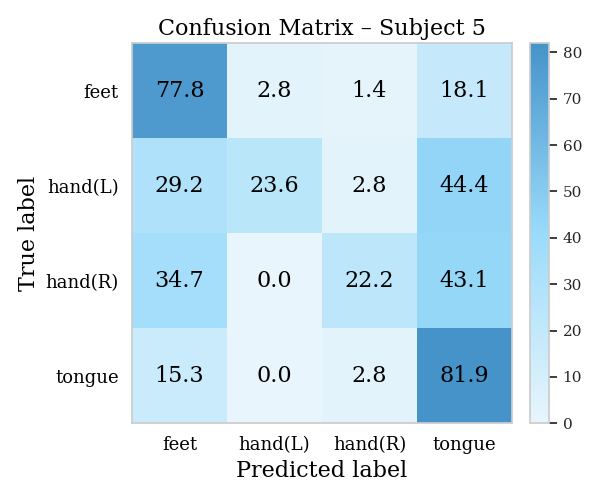 Confusion Matrix – Subject 5
feet 77.8 2.8 1.4 18.1
hand(L) 29.2 23.6 2.8 44.4
hand(R) 34.7 0.0 22.2 43.1
tongue 15.3 0.0 2.8 81.9
feet hand(L) hand(R) tongue
Predicted label
True label
80
70
60
50
40
30
20
10
0